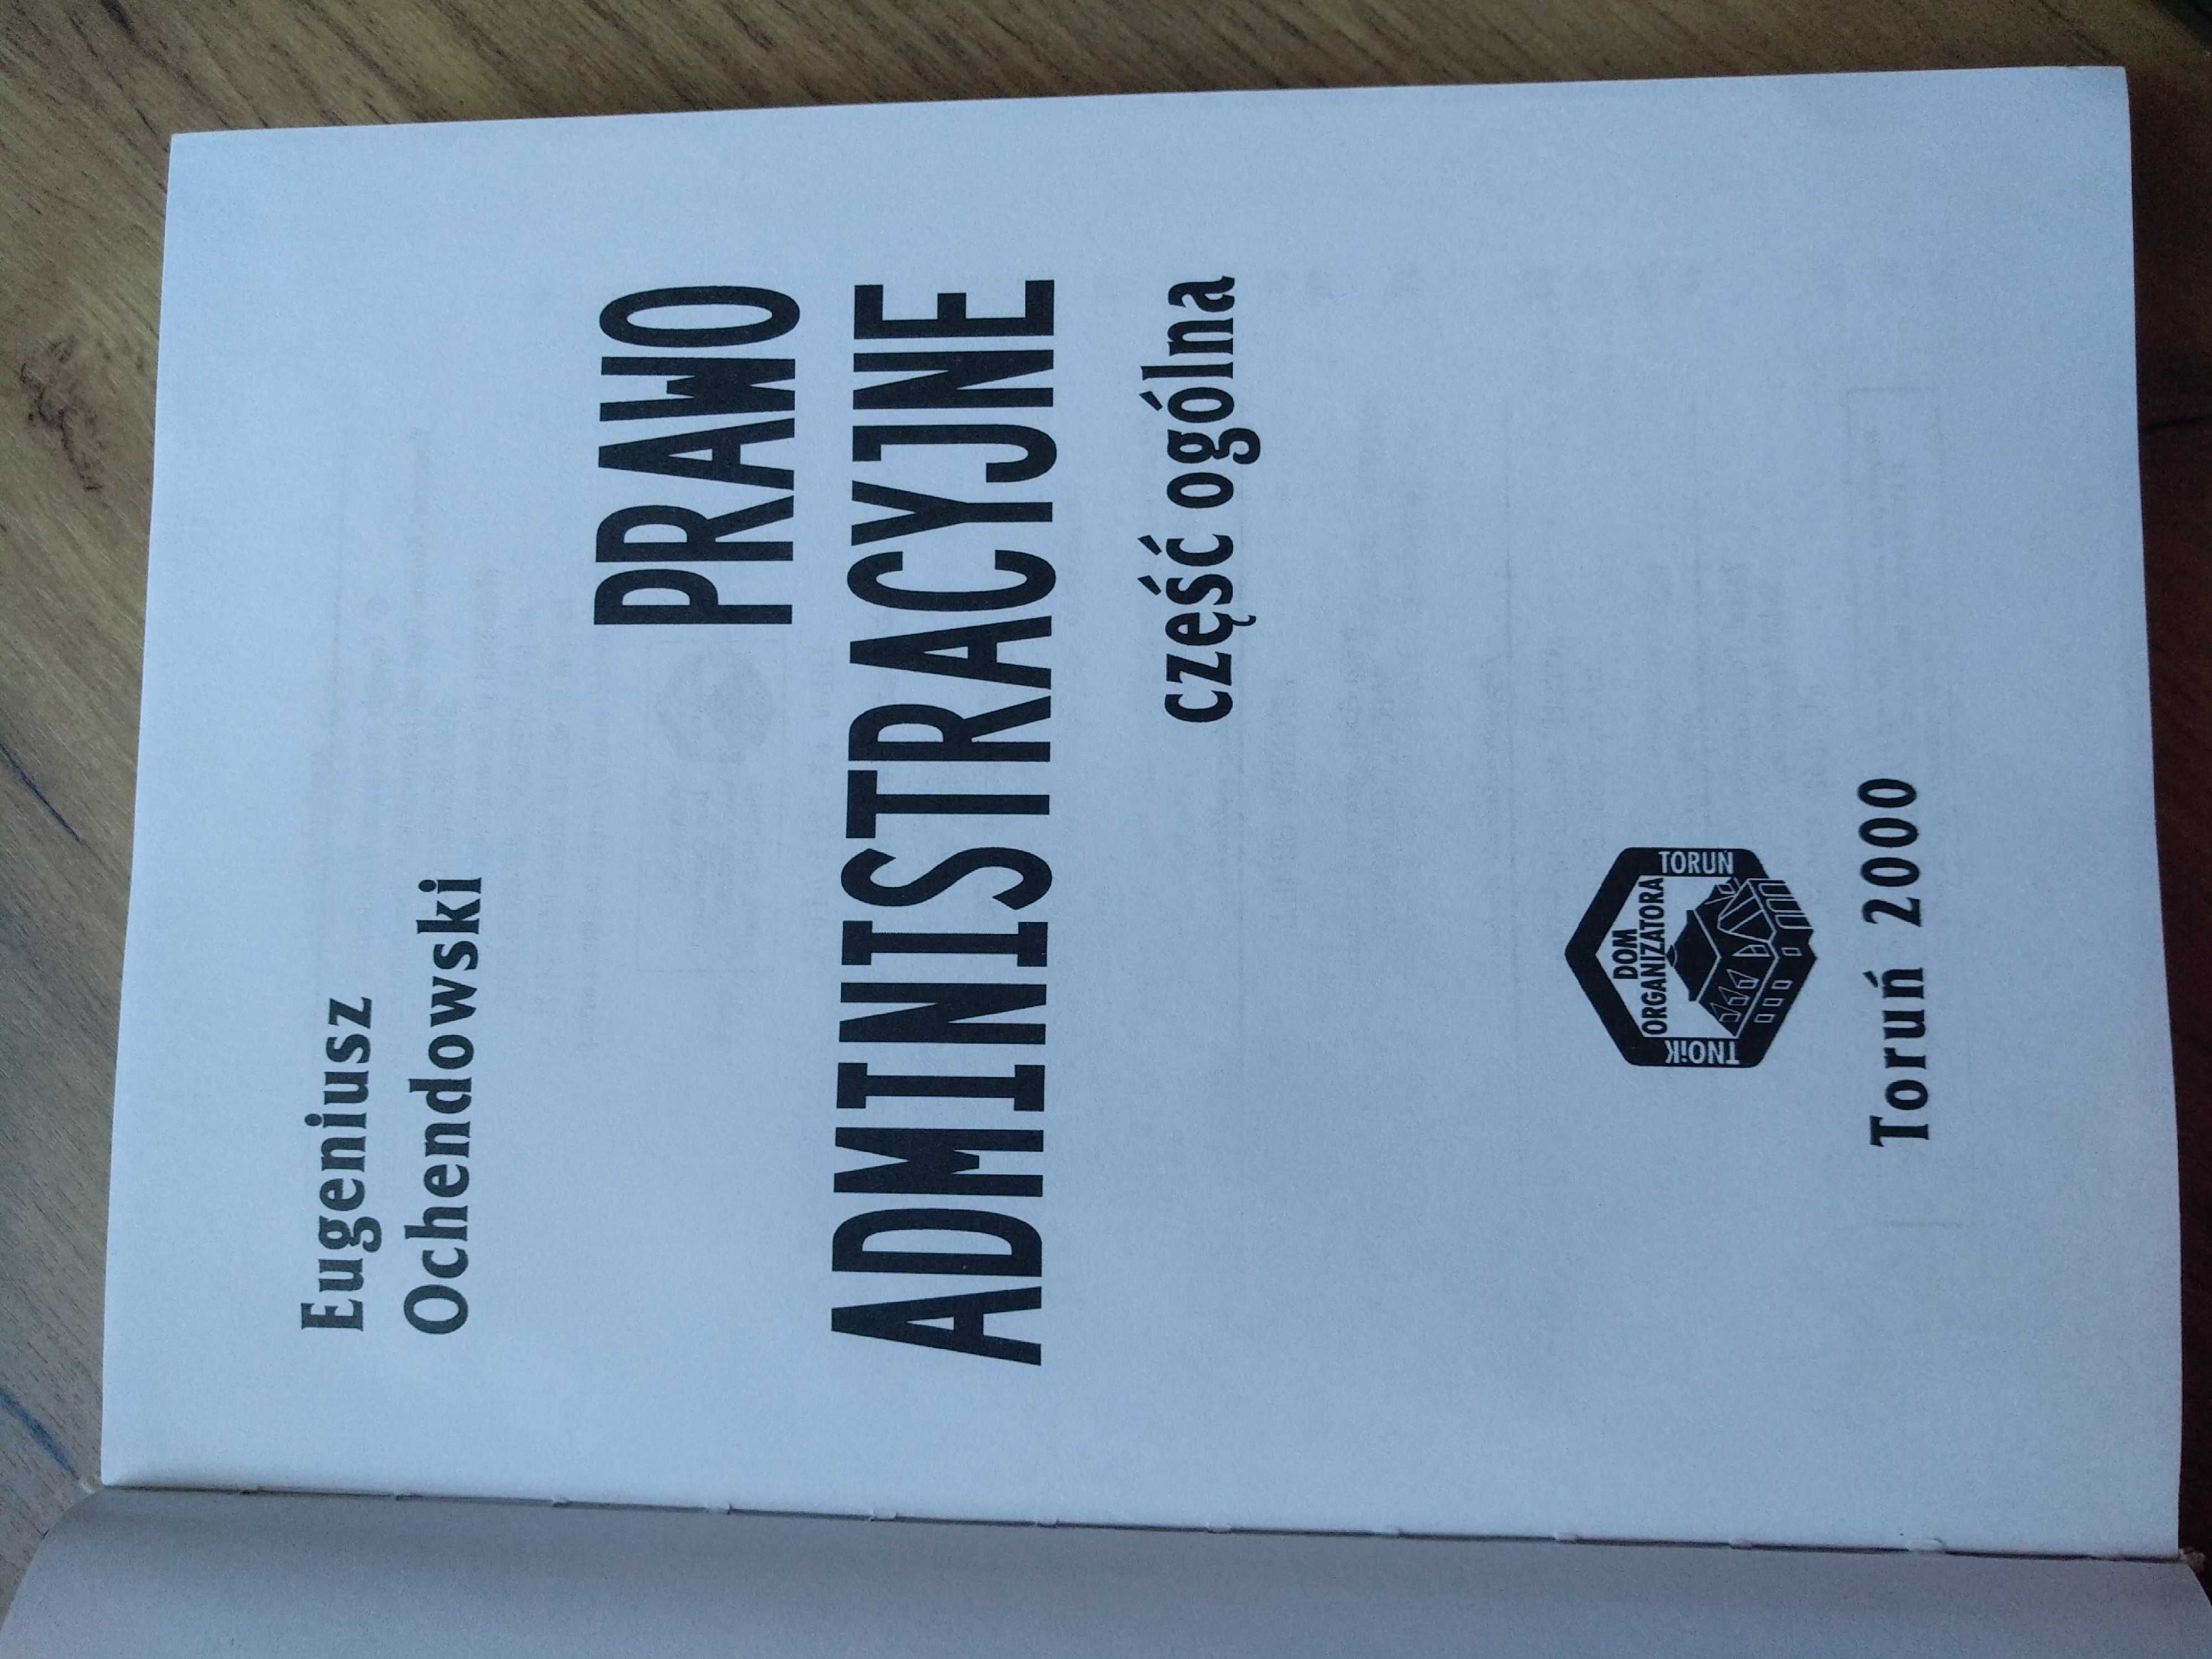 Eugeniusz
Ochendowski
PRAWO
ADMINISTRACYJNE
część ogólna
DOM
ORGANIZATORA
TNOiK
TORUŃ
Toruń 2000